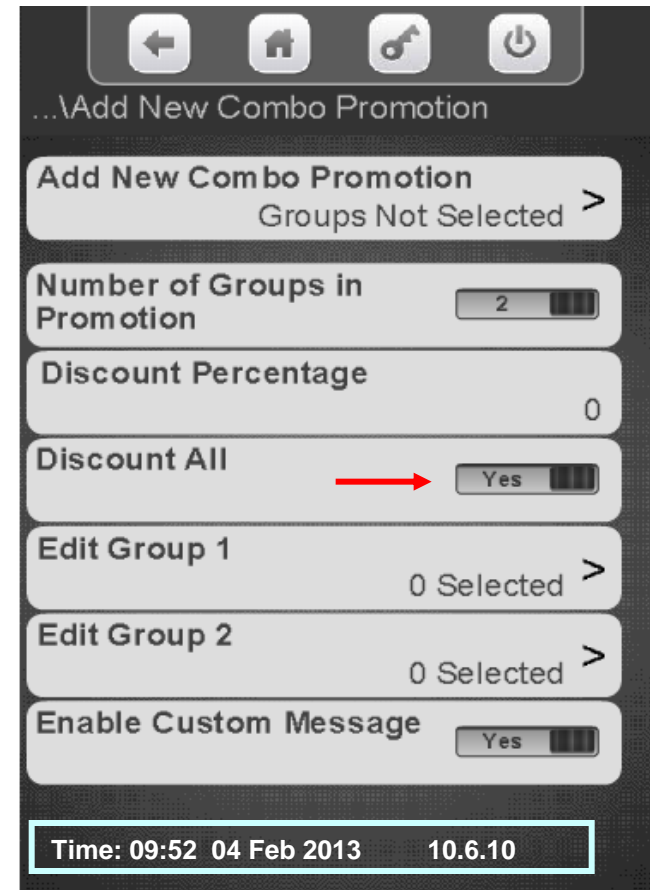 ...\Add New Combo Promotion
Add New Combo Promotion
Groups Not Selected >
Number of Groups in
Promotion
2
Discount Percentage
0
Discount All
Yes
Edit Group 1
0 Selected >
Edit Group 2
0 Selected >
Enable Custom Message
Yes
Time: 09:52 04 Feb 2013 10.6.10